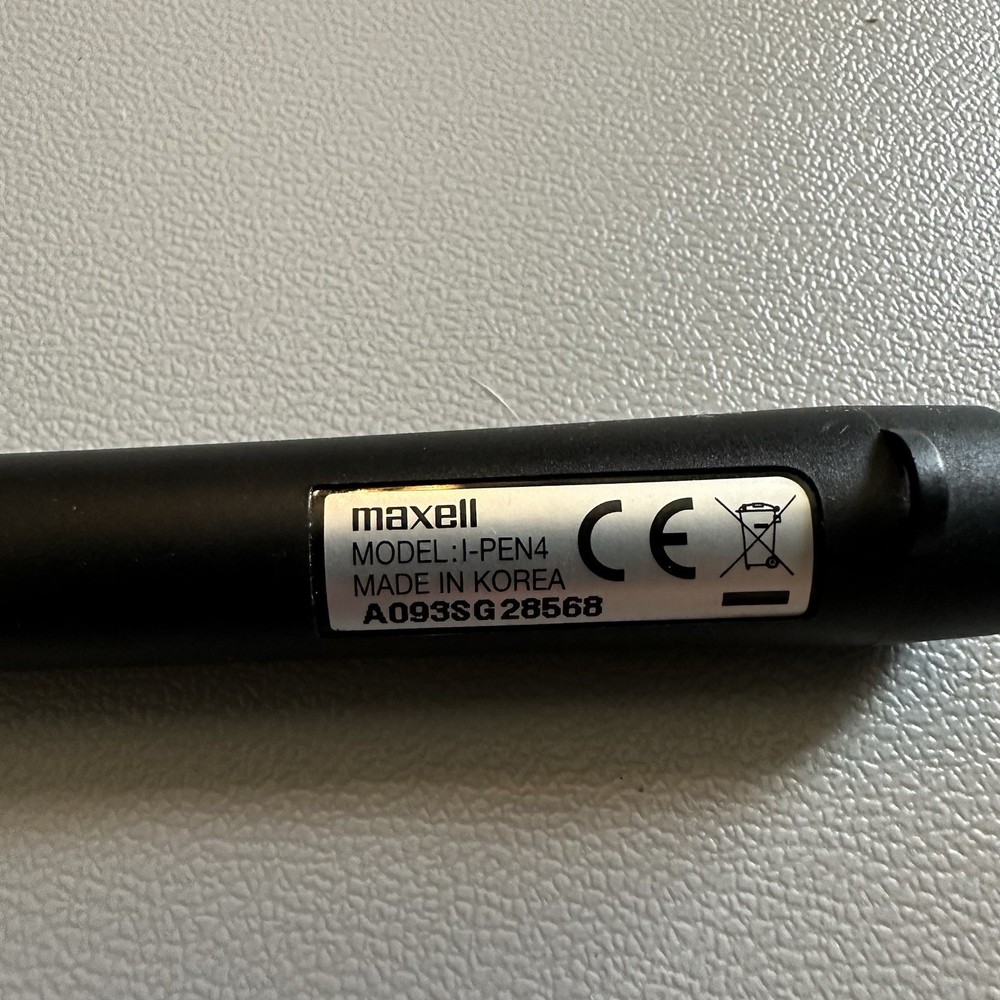 maxell
MODEL:I-PEN4
MADE IN KOREA
A093SG28568
CE